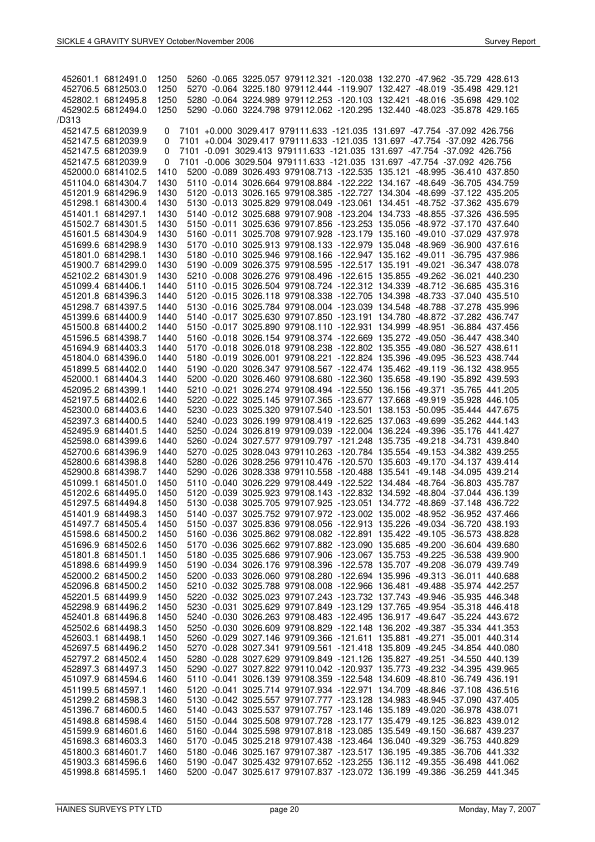 SICKLE 4 GRAVITY SURVEY October/November 2006 Survey Report
452601.1 6812491.0 1250 5260 -0.065 3225.057 979112.321 -120.038 132.270 -47.962 -35.729 428.613
452706.5 6812503.0 1250 5270 -0.064 3225.180 979112.444 -119.907 132.427 -48.019 -35.498 429.121
452802.1 6812495.8 1250 5280 -0.064 3224.989 979112.253 -120.103 132.340 -48.016 -35.698 429.102
452902.5 6812494.0 1250 5290 -0.060 3224.798 979112.062 -120.295 132.440 -48.023 -35.878 429.165
/D313
452147.5 6812039.9 0 7101 +0.000 3029.417 979111.633 -121.035 131.697 -47.754 -37.092 426.756
452147.5 6812039.9 0 7101 +0.004 3029.417 979111.633 -121.035 131.697 -47.754 -37.092 426.756
452147.5 6812039.9 0 7101 -0.091 3029.413 979111.633 -121.035 131.697 -47.754 -37.092 426.756
452147.5 6812039.9 0 7101 -0.006 3029.504 979111.633 -121.035 131.697 -47.754 -37.092 426.756
452000.0 6814102.5 1410 5200 -0.089 3026.493 979108.713 -122.535 135.121 -48.995 -36.410 437.850
451104.0 6814304.7 1430 5110 -0.014 3026.664 979108.884 -122.222 134.167 -48.649 -36.705 434.759
451201.9 6814296.9 1430 5120 -0.013 3026.165 979108.385 -122.727 134.304 -48.699 -37.122 435.205
451298.1 6814300.4 1430 5130 -0.013 3025.829 979108.049 -123.061 134.451 -48.752 -37.362 435.679
451401.1 6814297.1 1430 5140 -0.012 3025.688 979107.908 -123.204 134.733 -48.855 -37.326 436.595
451502.7 6814301.5 1430 5150 -0.011 3025.636 979107.856 -123.253 135.056 -48.972 -37.170 437.640
451601.5 6814304.9 1430 5160 -0.011 3025.708 979107.928 -123.179 135.160 -49.010 -37.029 437.978
451699.6 6814298.9 1430 5170 -0.010 3025.913 979108.133 -122.979 135.048 -48.969 -36.900 437.616
451801.0 6814298.1 1430 5180 -0.010 3025.946 979108.166 -122.947 135.162 -49.011 -36.795 437.986
451900.7 6814299.0 1430 5190 -0.009 3026.375 979108.595 -122.517 135.191 -49.021 -36.347 438.078
452102.2 6814301.9 1430 5210 -0.008 3026.276 979108.496 -122.615 135.855 -49.262 -36.021 440.230
451099.4 6814406.1 1440 5110 -0.015 3026.504 979108.724 -122.312 134.339 -48.712 -36.685 435.316
451201.8 6814396.3 1440 5120 -0.015 3026.118 979108.338 -122.705 134.398 -48.733 -37.040 435.510
451298.7 6814397.5 1440 5130 -0.016 3025.784 979108.004 -123.039 134.548 -48.788 -37.278 435.996
451399.6 6814400.9 1440 5140 -0.017 3025.630 979107.850 -123.191 134.780 -48.872 -37.282 436.747
451500.8 6814400.2 1440 5150 -0.017 3025.890 979108.110 -122.931 134.999 -48.951 -36.884 437.456
451596.5 6814398.7 1440 5160 -0.018 3026.154 979108.374 -122.669 135.272 -49.050 -36.447 438.340
451694.9 6814403.3 1440 5170 -0.018 3026.018 979108.238 -122.802 135.355 -49.080 -36.527 438.611
451804.0 6814396.0 1440 5180 -0.019 3026.001 979108.221 -122.824 135.396 -49.095 -36.523 438.744
451899.5 6814402.0 1440 5190 -0.020 3026.347 979108.567 -122.474 135.462 -49.119 -36.132 438.955
452000.1 6814404.3 1440 5200 -0.020 3026.460 979108.680 -122.360 135.658 -49.190 -35.892 439.593
452095.2 6814399.1 1440 5210 -0.021 3026.274 979108.494 -122.550 136.156 -49.371 -35.765 441.205
452197.5 6814402.6 1440 5220 -0.022 3025.145 979107.365 -123.677 137.668 -49.919 -35.928 446.105
452300.0 6814403.6 1440 5230 -0.023 3025.320 979107.540 -123.501 138.153 -50.095 -35.444 447.675
452397.3 6814400.5 1440 5240 -0.023 3026.199 979108.419 -122.625 137.063 -49.699 -35.262 444.143
452495.9 6814401.5 1440 5250 -0.024 3026.819 979109.039 -122.004 136.224 -49.396 -35.176 441.427
452598.0 6814399.6 1440 5260 -0.024 3027.577 979109.797 -121.248 135.735 -49.218 -34.731 439.840
452700.6 6814396.9 1440 5270 -0.025 3028.043 979110.263 -120.784 135.554 -49.153 -34.382 439.255
452800.6 6814398.8 1440 5280 -0.026 3028.256 979110.476 -120.570 135.603 -49.170 -34.137 439.414
452900.8 6814398.7 1440 5290 -0.026 3028.338 979110.558 -120.488 135.541 -49.148 -34.095 439.214
451099.1 6814501.0 1450 5110 -0.040 3026.229 979108.449 -122.522 134.484 -48.764 -36.803 435.787
451202.6 6814495.0 1450 5120 -0.039 3025.923 979108.143 -122.832 134.592 -48.804 -37.044 436.139
451297.5 6814494.8 1450 5130 -0.038 3025.705 979107.925 -123.051 134.772 -48.869 -37.148 436.722
451401.9 6814498.3 1450 5140 -0.037 3025.752 979107.972 -123.002 135.002 -48.952 -36.952 437.466
451497.7 6814505.4 1450 5150 -0.037 3025.836 979108.056 -122.913 135.226 -49.034 -36.720 438.193
451598.6 6814500.2 1450 5160 -0.036 3025.862 979108.082 -122.891 135.422 -49.105 -36.573 438.828
451696.9 6814502.6 1450 5170 -0.036 3025.662 979107.882 -123.090 135.685 -49.200 -36.604 439.680
451801.8 6814501.1 1450 5180 -0.035 3025.686 979107.906 -123.067 135.753 -49.225 -36.538 439.900
451898.6 6814499.9 1450 5190 -0.034 3026.176 979108.396 -122.578 135.707 -49.208 -36.079 439.749
452000.2 6814500.2 1450 5200 -0.033 3026.060 979108.280 -122.694 135.996 -49.313 -36.011 440.688
452096.8 6814500.2 1450 5210 -0.032 3025.788 979108.008 -122.966 136.481 -49.488 -35.974 442.257
452201.5 6814499.9 1450 5220 -0.032 3025.023 979107.243 -123.732 137.743 -49.946 -35.935 446.348
452298.9 6814496.2 1450 5230 -0.031 3025.629 979107.849 -123.129 137.765 -49.954 -35.318 446.418
452401.8 6814496.8 1450 5240 -0.030 3026.263 979108.483 -122.495 136.917 -49.647 -35.224 443.672
452502.6 6814498.3 1450 5250 -0.030 3026.609 979108.829 -122.148 136.202 -49.387 -35.334 441.353
452603.1 6814498.1 1450 5260 -0.029 3027.146 979109.366 -121.611 135.881 -49.271 -35.001 440.314
452697.5 6814496.2 1450 5270 -0.028 3027.341 979109.561 -121.418 135.809 -49.245 -34.854 440.080
452797.2 6814502.4 1450 5280 -0.028 3027.629 979109.849 -121.126 135.827 -49.251 -34.550 440.139
452897.3 6814497.3 1450 5290 -0.027 3027.822 979110.042 -120.937 135.773 -49.232 -34.395 439.965
451097.9 6814594.6 1460 5110 -0.041 3026.139 979108.359 -122.548 134.609 -48.810 -36.749 436.191
451199.5 6814597.1 1460 5120 -0.041 3025.714 979107.934 -122.971 134.709 -48.846 -37.108 436.516
451299.2 6814598.3 1460 5130 -0.042 3025.557 979107.777 -123.128 134.983 -48.945 -37.090 437.405
451396.7 6814600.5 1460 5140 -0.043 3025.537 979107.757 -123.146 135.189 -49.020 -36.978 438.071
451498.8 6814598.4 1460 5150 -0.044 3025.508 979107.728 -123.177 135.479 -49.125 -36.823 439.012
451599.9 6814601.6 1460 5160 -0.044 3025.598 979107.818 -123.085 135.549 -49.150 -36.687 439.237
451698.3 6814603.3 1460 5170 -0.045 3025.218 979107.438 -123.464 136.040 -49.329 -36.753 440.829
451800.3 6814601.7 1460 5180 -0.046 3025.167 979107.387 -123.517 136.195 -49.385 -36.706 441.332
451903.3 6814596.6 1460 5190 -0.047 3025.432 979107.652 -123.255 136.112 -49.355 -36.498 441.062
451998.8 6814595.1 1460 5200 -0.047 3025.617 979107.837 -123.072 136.199 -49.386 -36.259 441.345
HAINES SURVEYS PTY LTD page 20 Monday, May 7, 2007